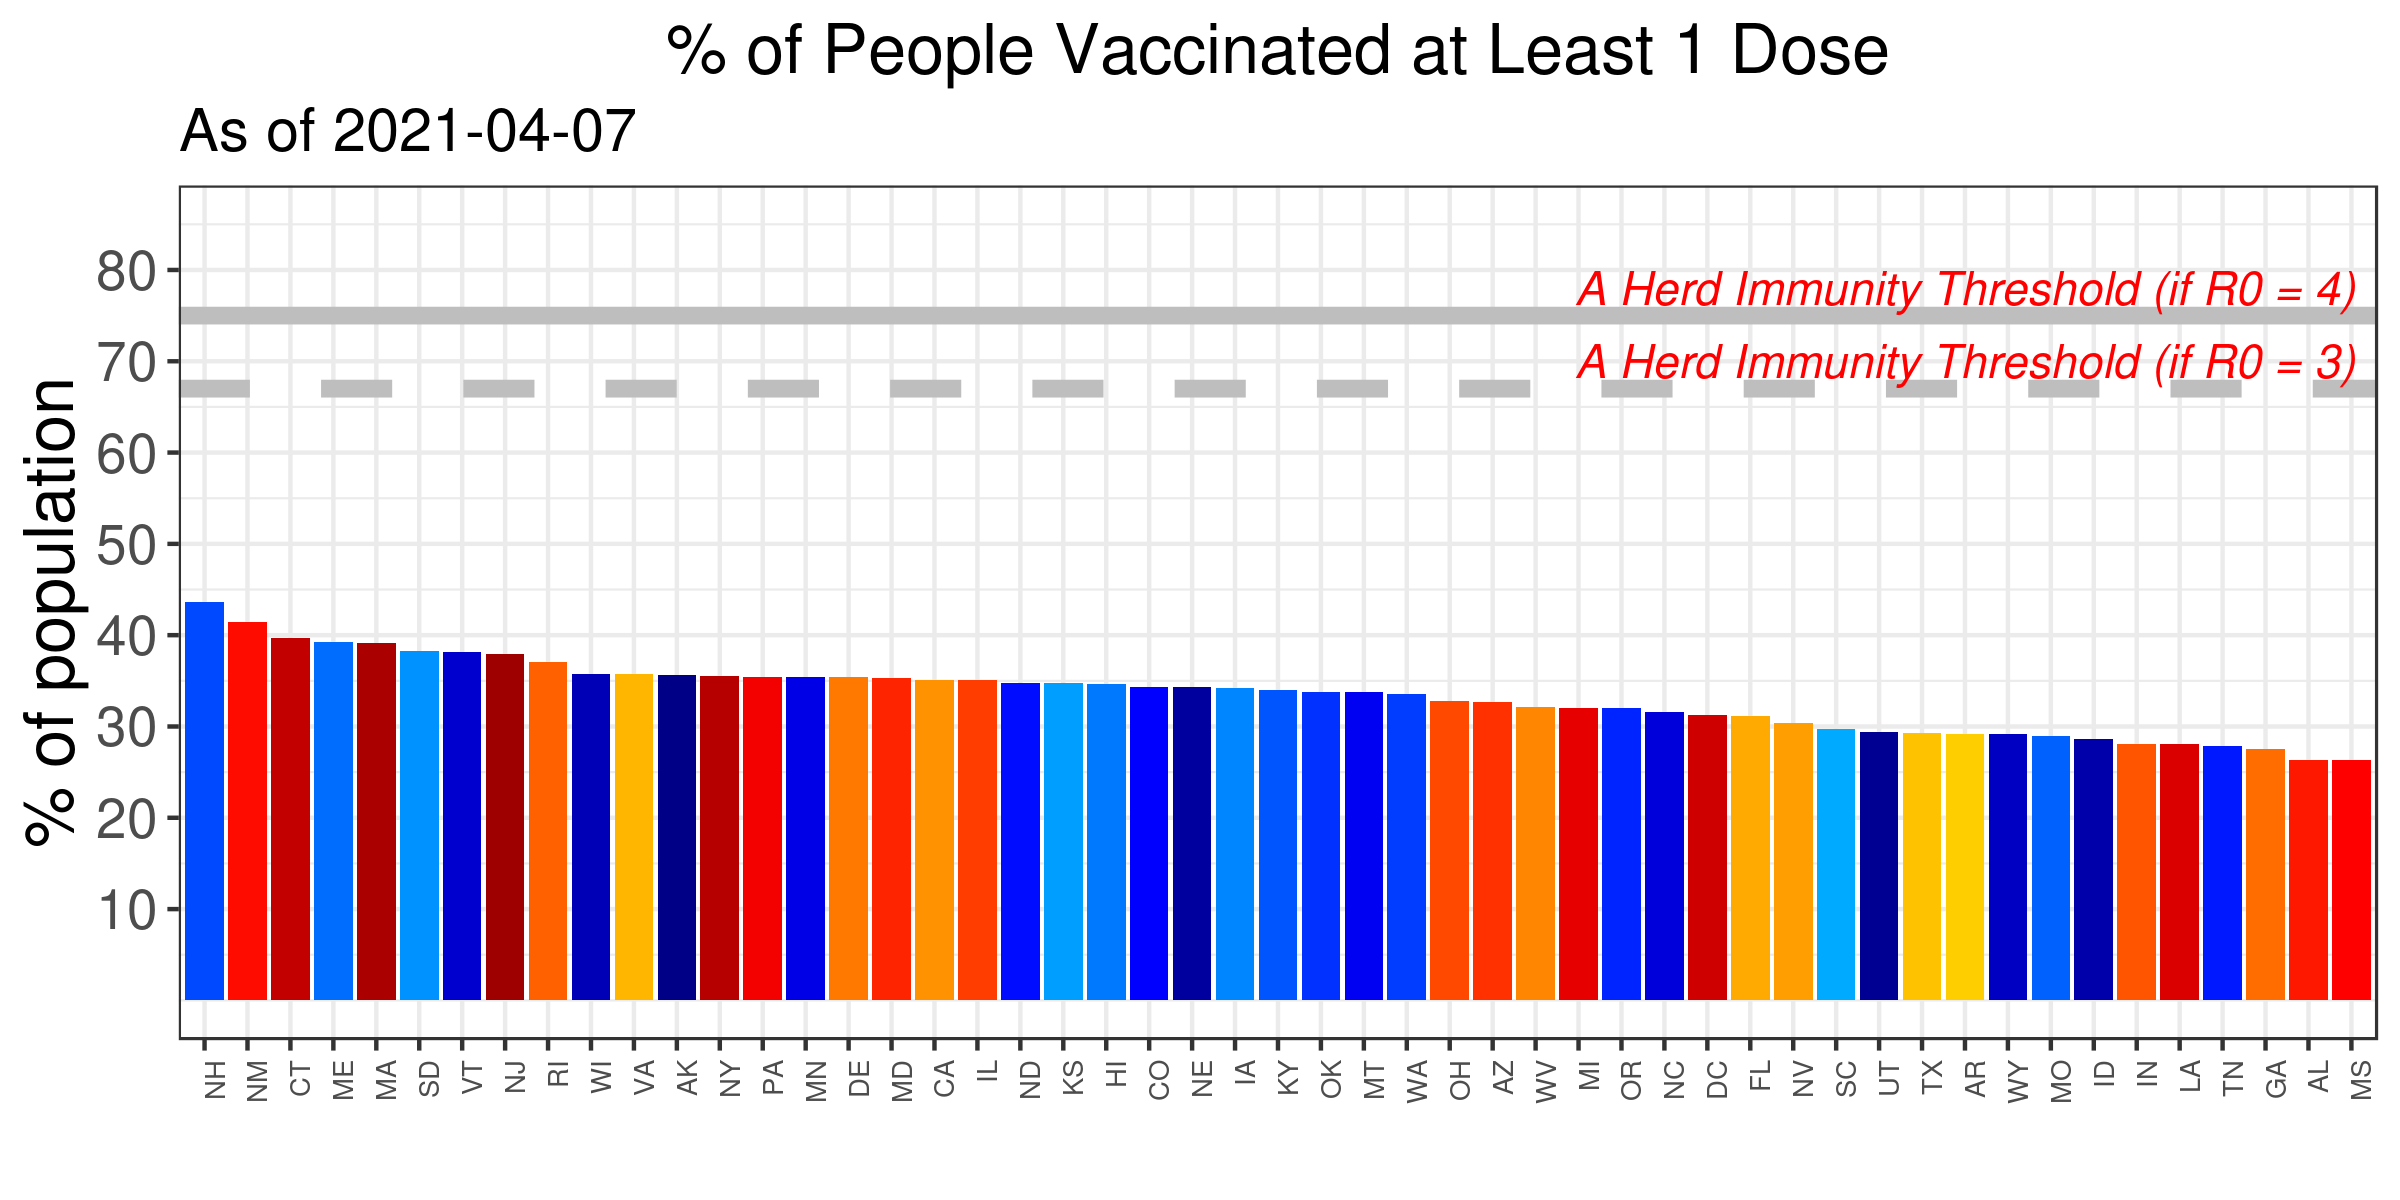 % of People Vaccinated at Least 1 Dose
As of 2021-04-07
% of population
80
70
60
50
40
30
20
10
A Herd Immunity Threshold (if R0 = 4)
A Herd Immunity Threshold (if R0 = 3)
NH NM CT ME MA SD VT NJ RI WI VA AK NY PA MN DE MD CA IL ND KS HI CO NE IA KY OK MT WA OH AZ WV MI OR NC DC FL NV SC UT TX AR WY MO ID IN LA TN GA AL MS